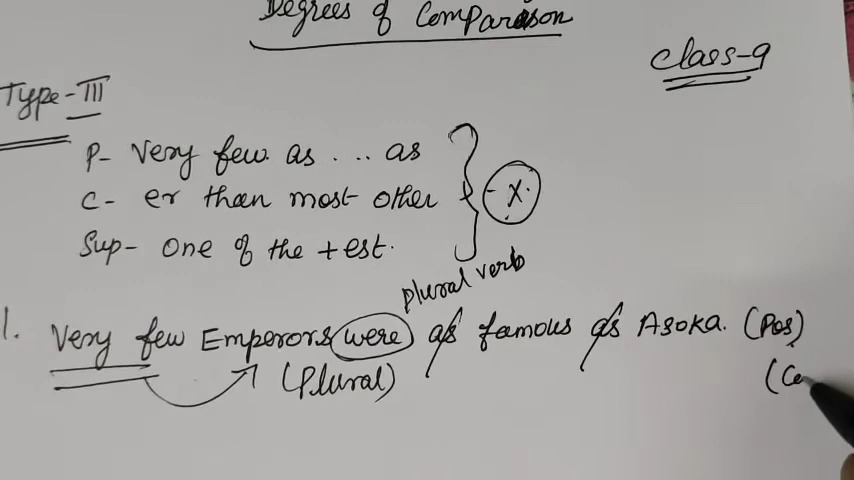 Degrees of Comparison
Class-9
Type-III
P- Very few as ... as
C- er than most other + -X-
Sup- One of the + est.
plural verb
1. Very few Emperors were as famous as Asoka. (Pos)
(Plural)
(Co